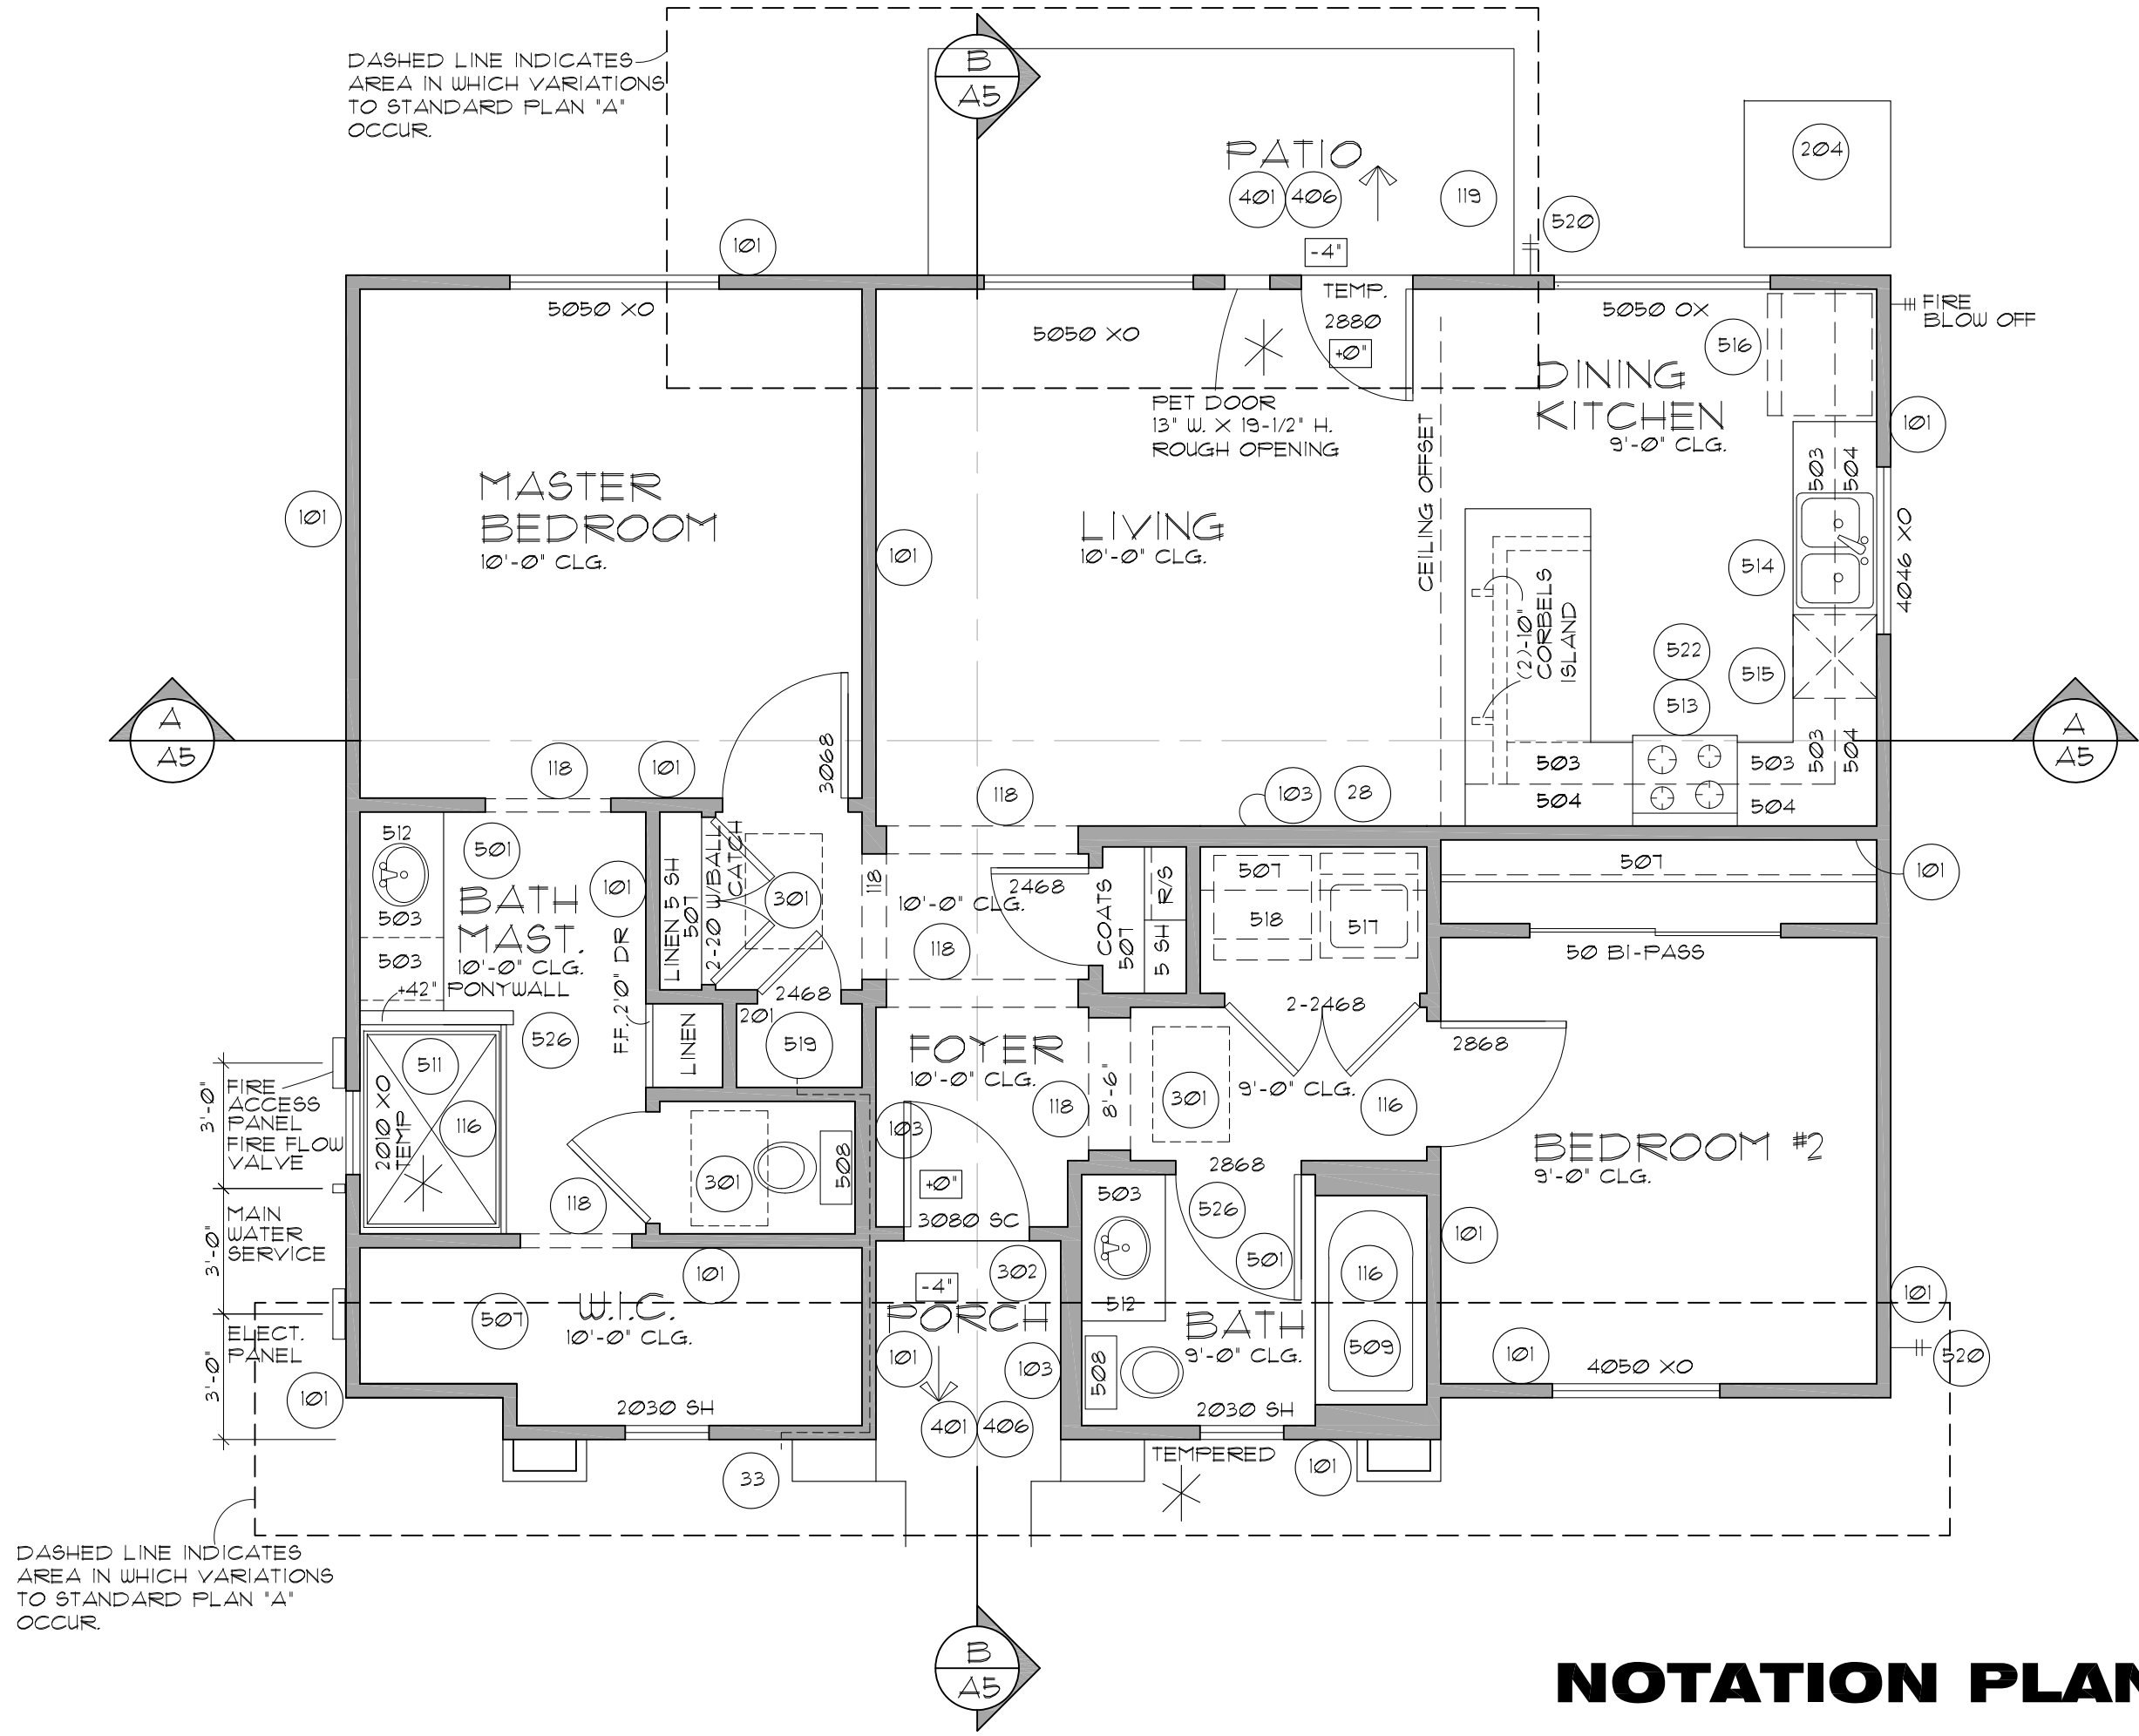 DASHED LINE INDICATES
AREA IN WHICH VARIATIONS
TO STANDARD PLAN "A"
OCCUR.
B
A5
PATIO
401 406
119
520
204
-4"
101
5050 XO
5050 XO
TEMP.
2880
+0"
5050 OX
516
FIRE
BLOW OFF
PET DOOR
13" W. X 19-1/2" H.
ROUGH OPENING
CEILING OFFSET
DINING
KITCHEN
9'-0" CLG.
101
503
504
MASTER
BEDROOM
10'-0" CLG.
101
101
LIVING
10'-0" CLG.
(2)-10"
CORBELS
ISLAND
514
4046 XO
522
515
513
A
A5
A
A5
503
504
118
101
3068
118
103
28
503
504
503
504
512
501
101
503
503
BATH
MAST.
10'-0" CLG.
+42" PONYWALL
LINEN 5 SH
507
2-20 W/BALL
CATCH
301
118
2468
10'-0" CLG.
118
COATS
507
R/S
5 SH
507
518
517
507
101
50 BI-PASS
2468
201
519
F.F. 2'0" DR
LINEN
526
511
116
2010 XO
TEMP
FOYER
10'-0" CLG.
118
8'-6"
301
2-2468
9'-0" CLG.
116
2868
3'-0"
FIRE
ACCESS
PANEL
FIRE FLOW
VALVE
301
508
103
+0"
3080 SC
2868
BEDROOM #2
9'-0" CLG.
118
503
526
501
116
101
3'-0"
MAIN
WATER
SERVICE
101
W.I.C.
10'-0" CLG.
507
-4"
302
PORCH
512
BATH
9'-0" CLG.
509
101
520
3'-0"
ELECT.
PANEL
101
101
103
508
101
4050 XO
2030 SH
401 406
2030 SH
TEMPERED
101
33
DASHED LINE INDICATES
AREA IN WHICH VARIATIONS
TO STANDARD PLAN "A"
OCCUR.
B
A5
NOTATION PLAN